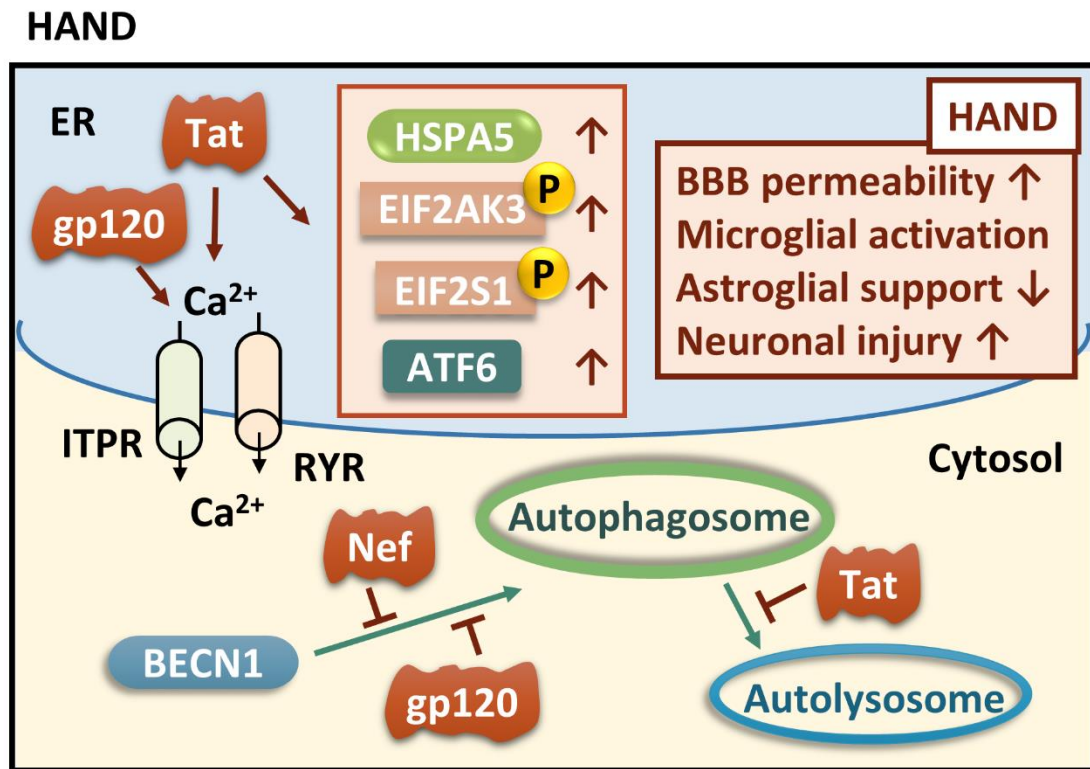 HAND
ER
Tat
gp120
Ca²⁺
ITPR
RYR
Ca²⁺
HSPA5 ↑
EIF2AK3 P ↑
EIF2S1 P ↑
ATF6 ↑
HAND
BBB permeability ↑
Microglial activation
Astroglial support ↓
Neuronal injury ↑
Cytosol
Autophagosome
Nef
Tat
BECN1
gp120
Autolysosome